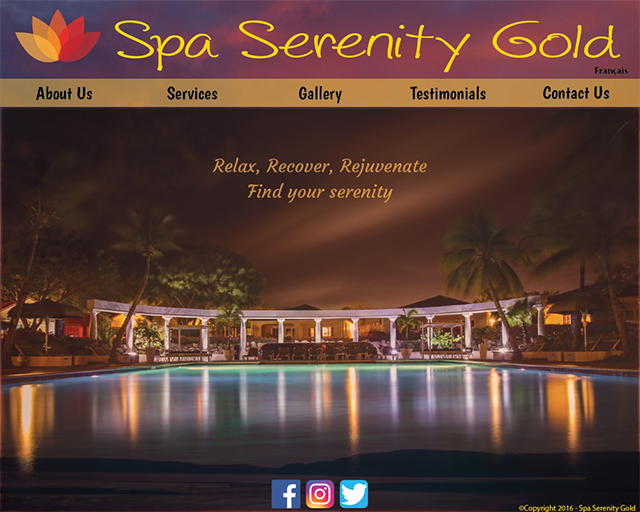 Spa Serenity Gold
Français
About Us Services Gallery Testimonials Contact Us
Relax, Recover, Rejuvenate
Find your serenity
©Copyright 2016 - Spa Serenity Gold